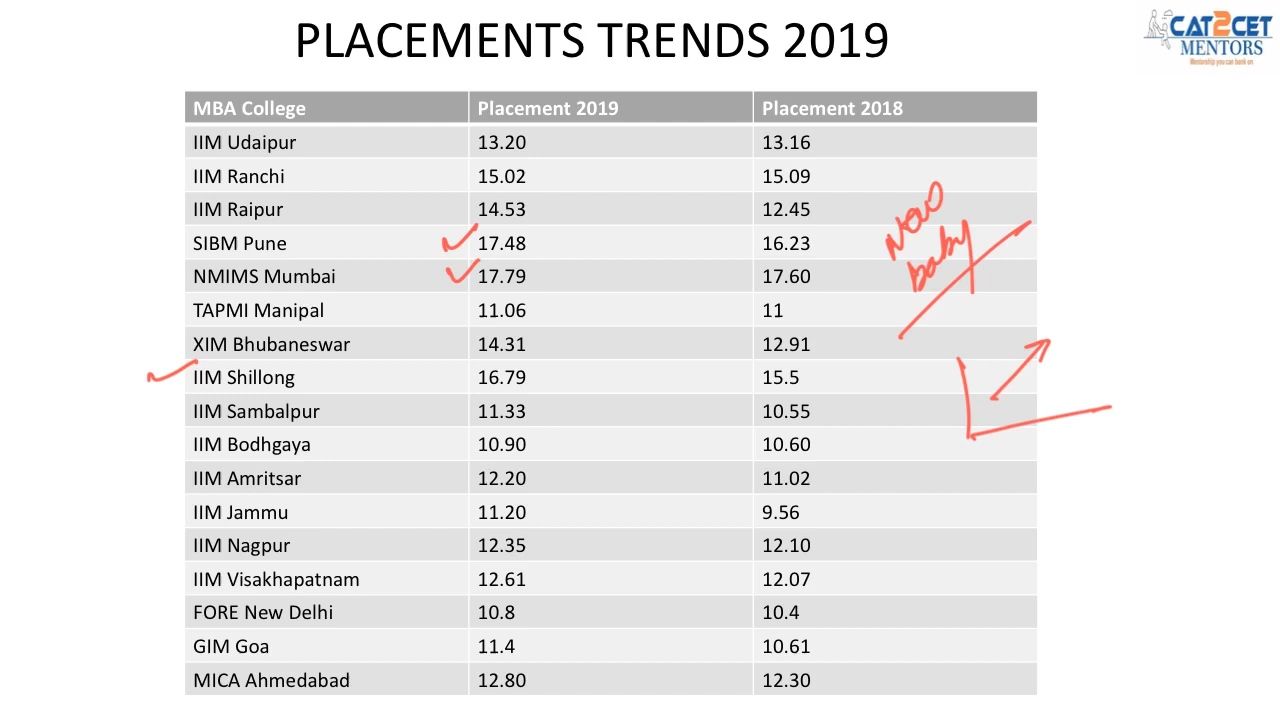 PLACEMENTS TRENDS 2019
CAT2CET
MENTORS
Mentorship you can bank on
MBA College Placement 2019 Placement 2018
IIM Udaipur 13.20 13.16
IIM Ranchi 15.02 15.09
IIM Raipur 14.53 12.45
SIBM Pune 17.48 16.23
NMIMS Mumbai 17.79 17.60
TAPMI Manipal 11.06 11
XIM Bhubaneswar 14.31 12.91
IIM Shillong 16.79 15.5
IIM Sambalpur 11.33 10.55
IIM Bodhgaya 10.90 10.60
IIM Amritsar 12.20 11.02
IIM Jammu 11.20 9.56
IIM Nagpur 12.35 12.10
IIM Visakhapatnam 12.61 12.07
FORE New Delhi 10.8 10.4
GIM Goa 11.4 10.61
MICA Ahmedabad 12.80 12.30
baby